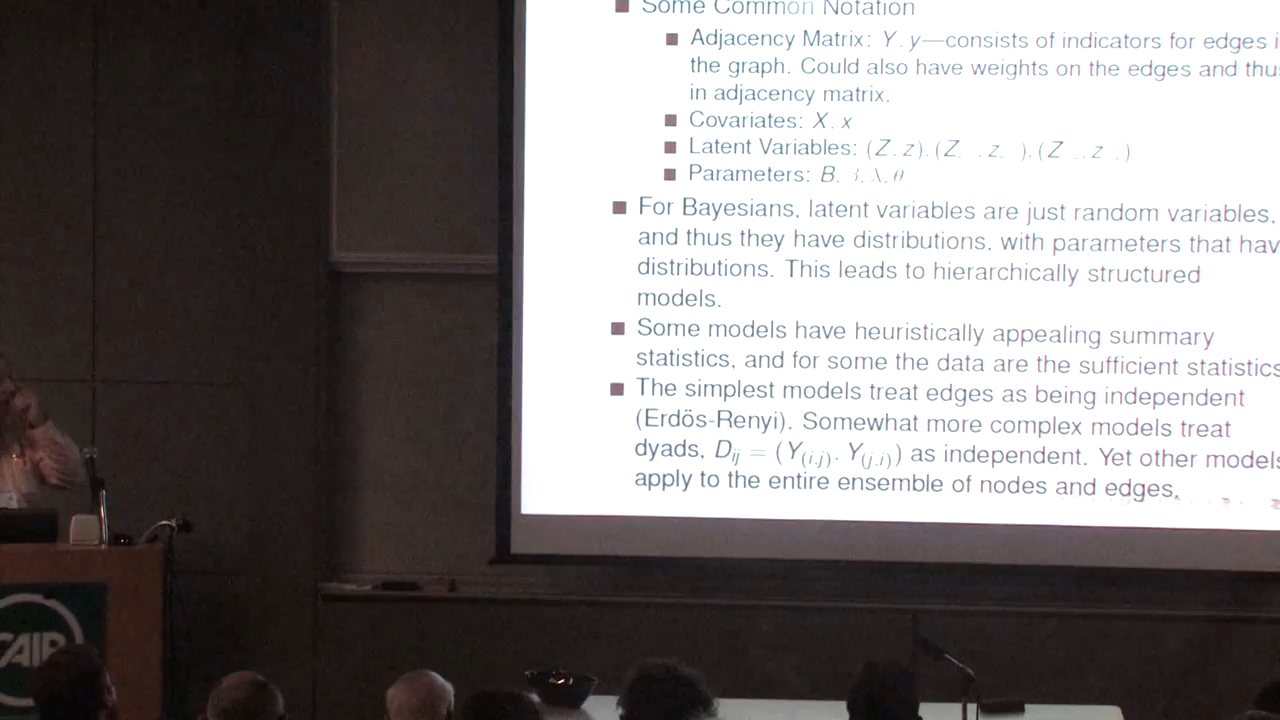 Some Common Notation
Adjacency Matrix: Y, y—consists of indicators for edges
the graph. Could also have weights on the edges and
in adjacency matrix.
Covariates: X, x
Latent Variables: (Z, z), (Z z ), (Z z )
Parameters: B, λ, θ
For Bayesians, latent variables are just random variables,
and thus they have distributions, with parameters that
distributions. This leads to hierarchically structured
models.
Some models have heuristically appealing summary
statistics, and for some the data are the sufficient statistics
The simplest models treat edges as being independent
(Erdös-Renyi). Somewhat more complex models treat
dyads, Dij = (Y(i,j), Y(j,i)) as independent. Yet other models
apply to the entire ensemble of nodes and edges.